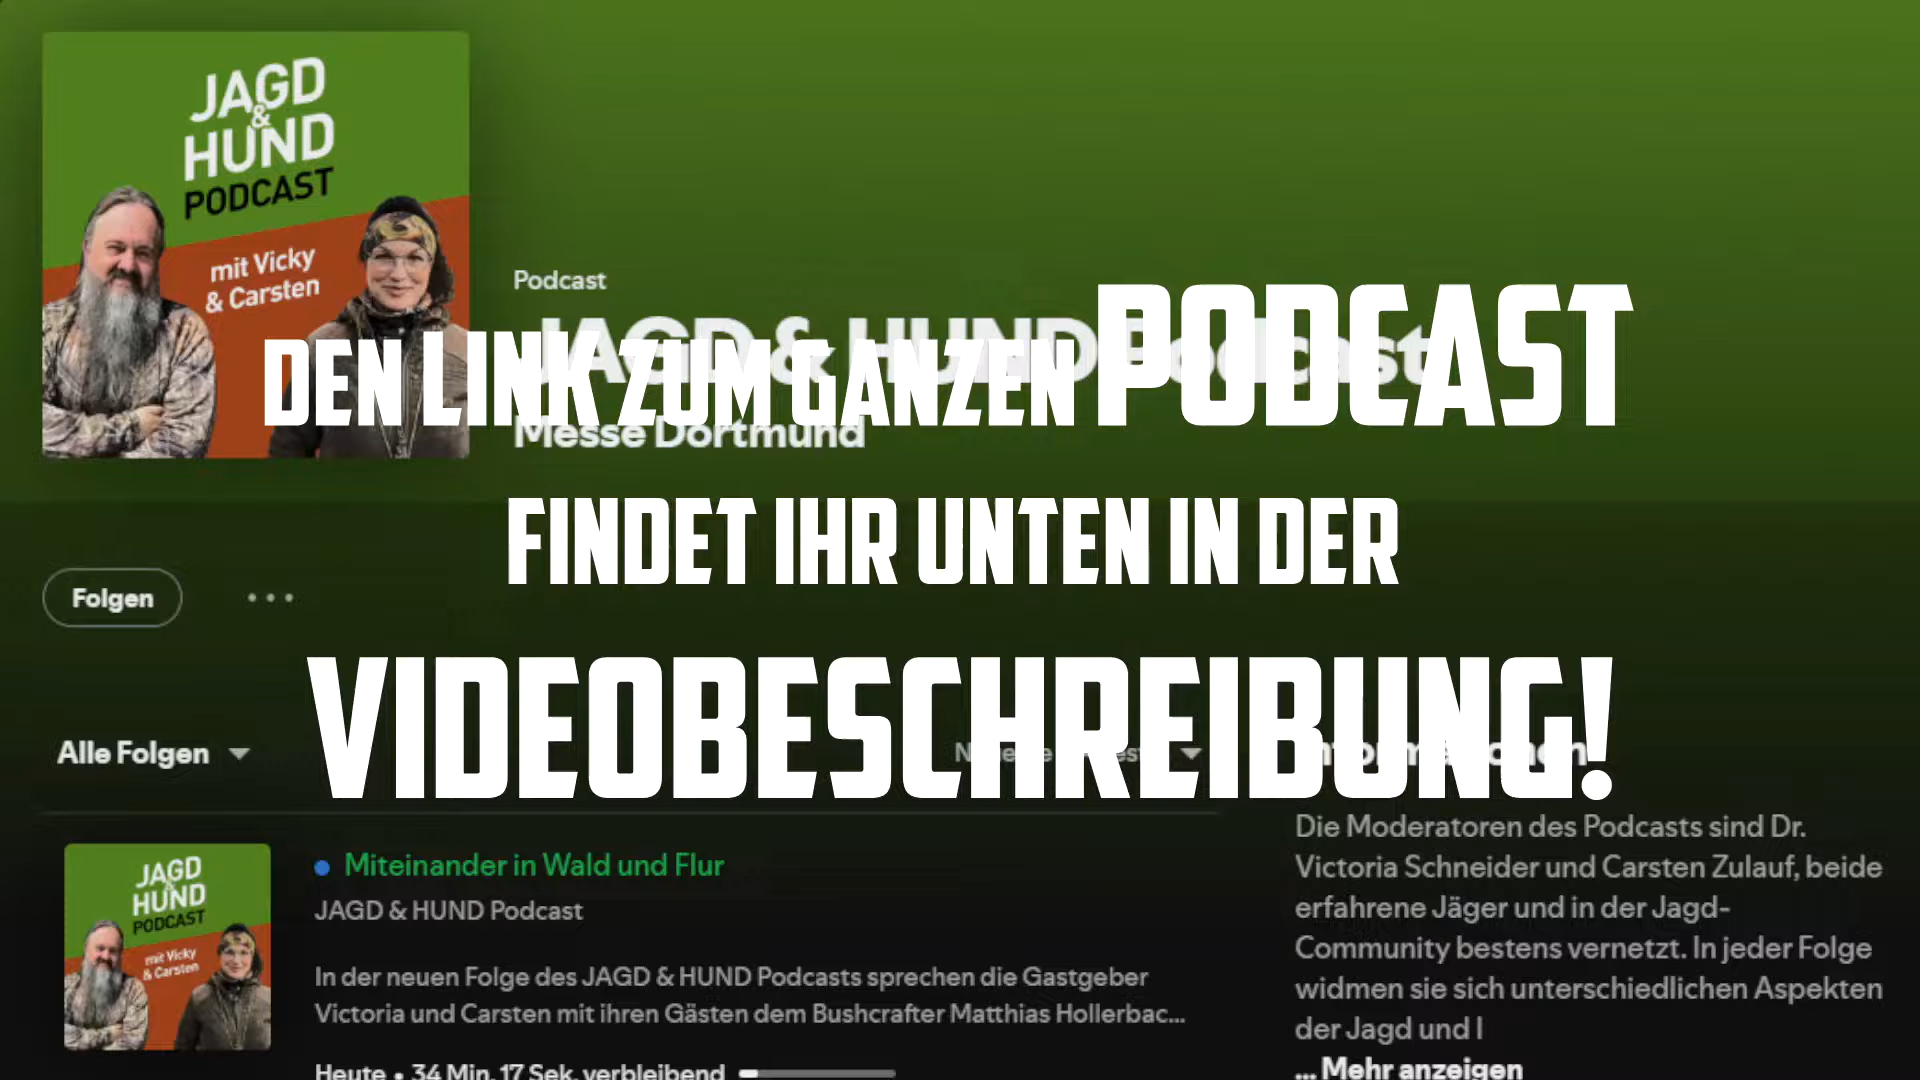 JAGD
&
HUND
PODCAST
mit Vicky
& Carsten
Podcast
JAGD & HUND Podcast
Messe Dortmund
DEN LINK ZUM GANZEN PODCAST
FINDET IHR UNTEN IN DER
VIDEOBESCHREIBUNG!
Folgen
Alle Folgen
Informationen
JAGD
&
HUND
PODCAST
mit Vicky
& Carsten
Miteinander in Wald und Flur
JAGD & HUND Podcast
In der neuen Folge des JAGD & HUND Podcasts sprechen die Gastgeber
Victoria und Carsten mit ihren Gästen dem Bushcrafter Matthias Hollerbac...
Heute • 34 Min. 17 Sek. verbleibend
Die Moderatoren des Podcasts sind Dr.
Victoria Schneider und Carsten Zulauf, beide
erfahrene Jäger und in der Jagd-
Community bestens vernetzt. In jeder Folge
widmen sie sich unterschiedlichen Aspekten
der Jagd und l
... Mehr anzeigen